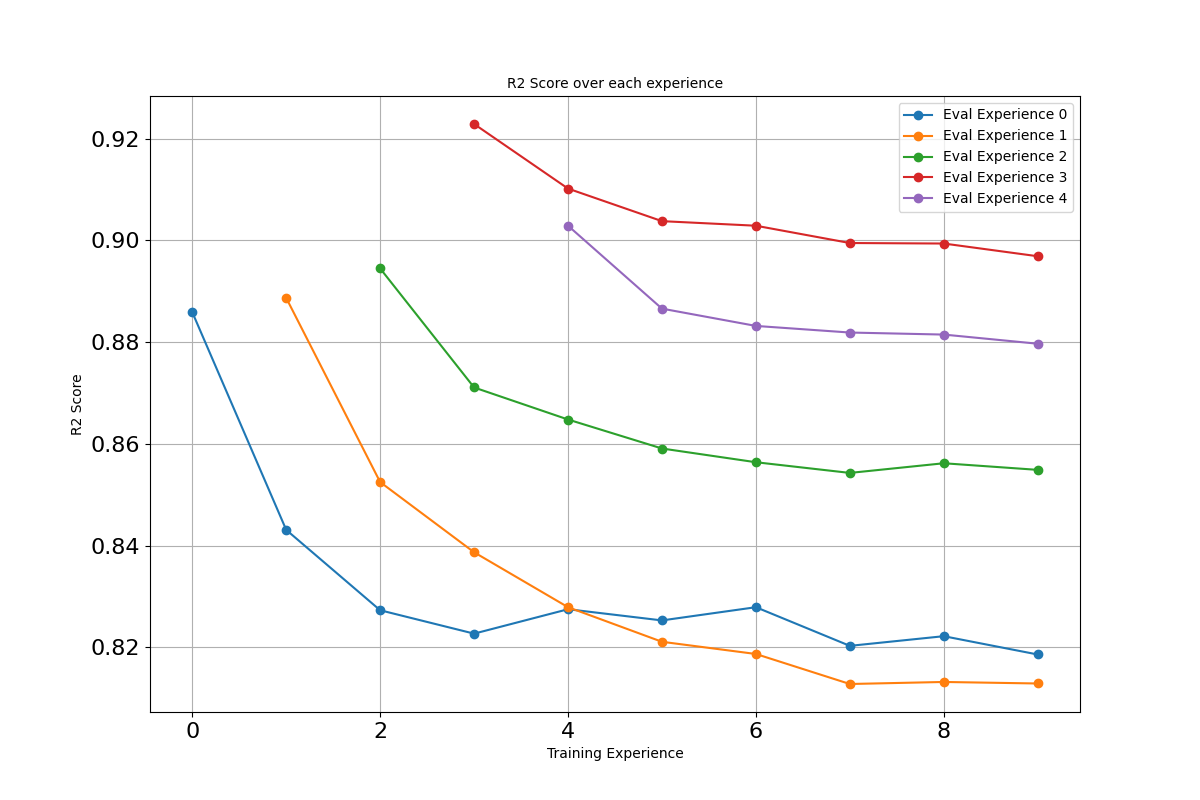 R2 Score over each experience
Eval Experience 0
Eval Experience 1
Eval Experience 2
Eval Experience 3
Eval Experience 4
0.92
0.90
0.88
0.86
0.84
0.82
R2 Score
0 2 4 6 8
Training Experience